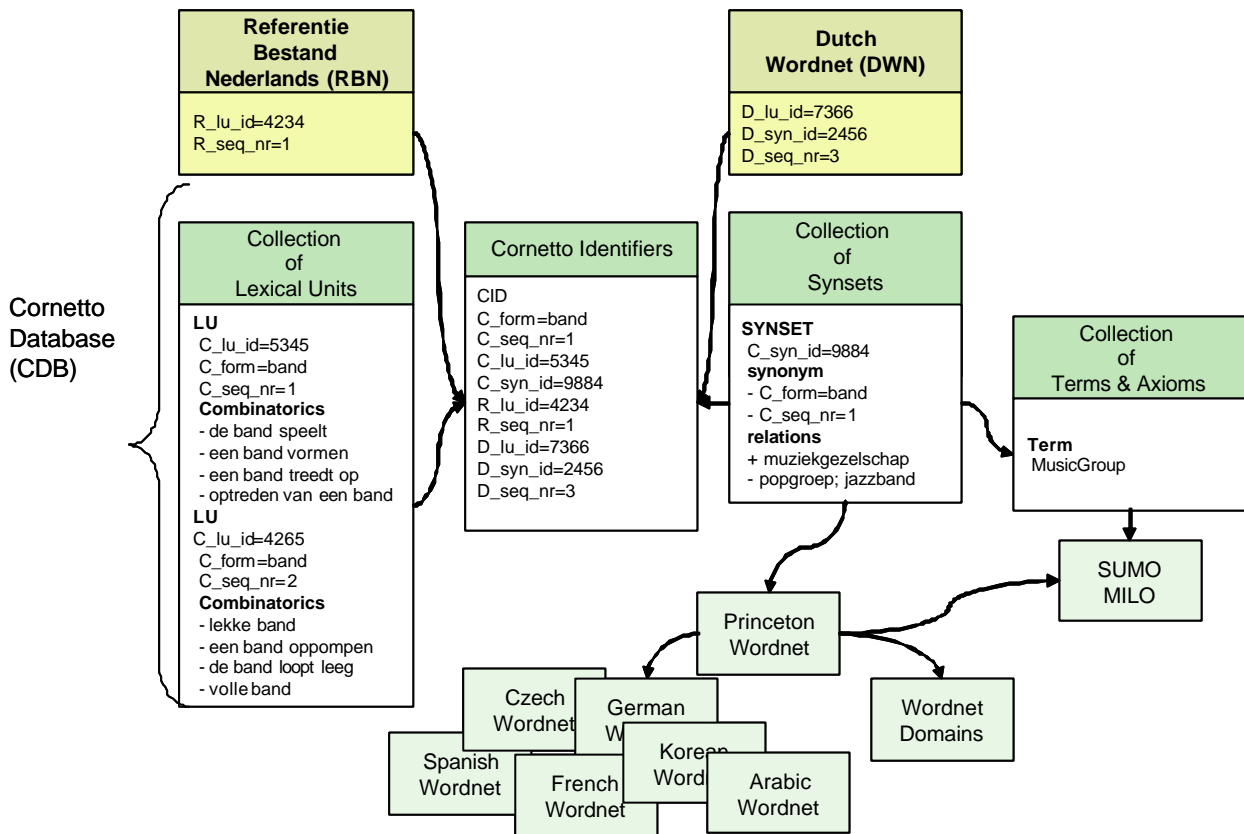 Referentie
Bestand
Nederlands (RBN)
R_lu_id=4234
R_seq_nr=1
Dutch
Wordnet (DWN)
D_lu_id=7366
D_syn_id=2456
D_seq_nr=3
Cornetto
Database
(CDB)
Collection
of
Lexical Units
LU
C_lu_id=5345
C_form=band
C_seq_nr=1
Combinatorics
- de band speelt
- een band vormen
- een band treedt op
- optreden van een band
LU
C_lu_id=4265
C_form=band
C_seq_nr=2
Combinatorics
- lekke band
- een band oppompen
- de band loopt leeg
- volle band
Cornetto Identifiers
CID
C_form=band
C_seq_nr=1
C_lu_id=5345
C_syn_id=9884
R_lu_id=4234
R_seq_nr=1
D_lu_id=7366
D_syn_id=2456
D_seq_nr=3
Collection
of
Synsets
SYNSET
C_syn_id=9884
synonym
- C_form=band
- C_seq_nr=1
relations
+ muziekgezelschap
- popgroep; jazzband
Collection
of
Terms & Axioms
Term
MusicGroup
SUMO
MILO
Princeton
Wordnet
Wordnet
Domains
Czech
Wordnet
German
Spanish
Wordnet
French
Wordnet
Korean
Arabic
Wordnet